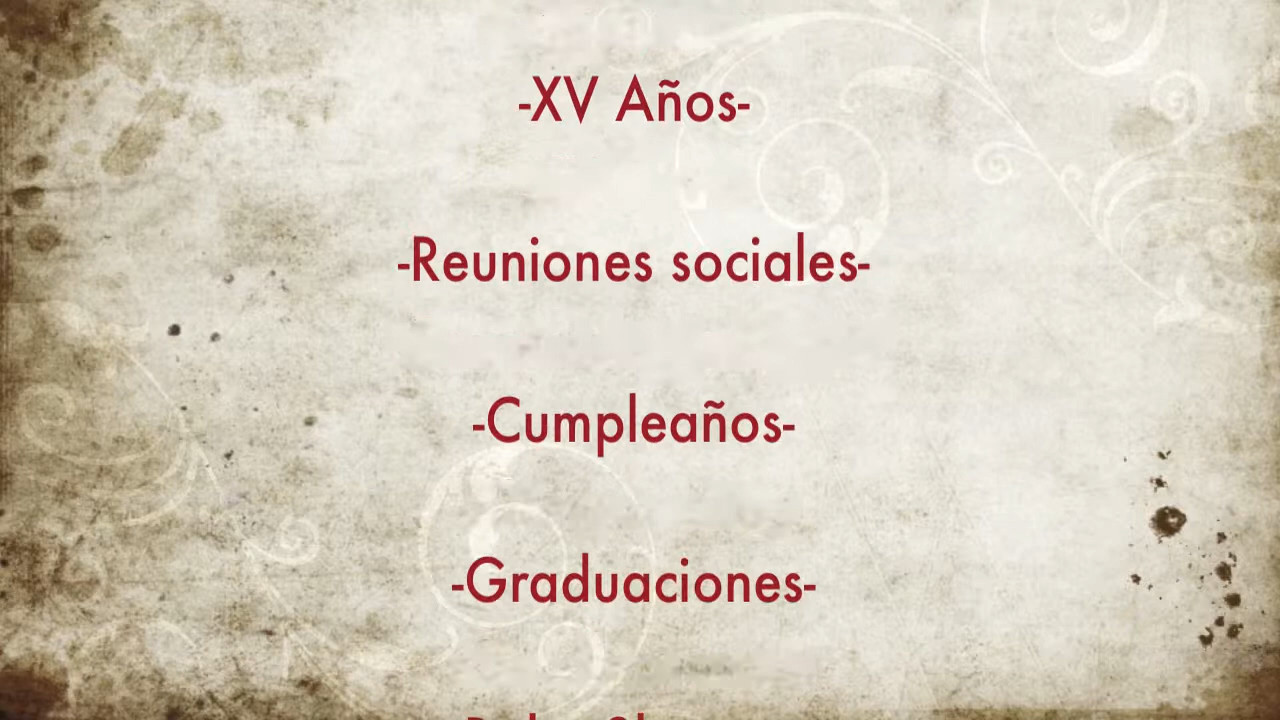 -XV Años-
-Reuniones sociales-
-Cumpleaños-
-Graduaciones-